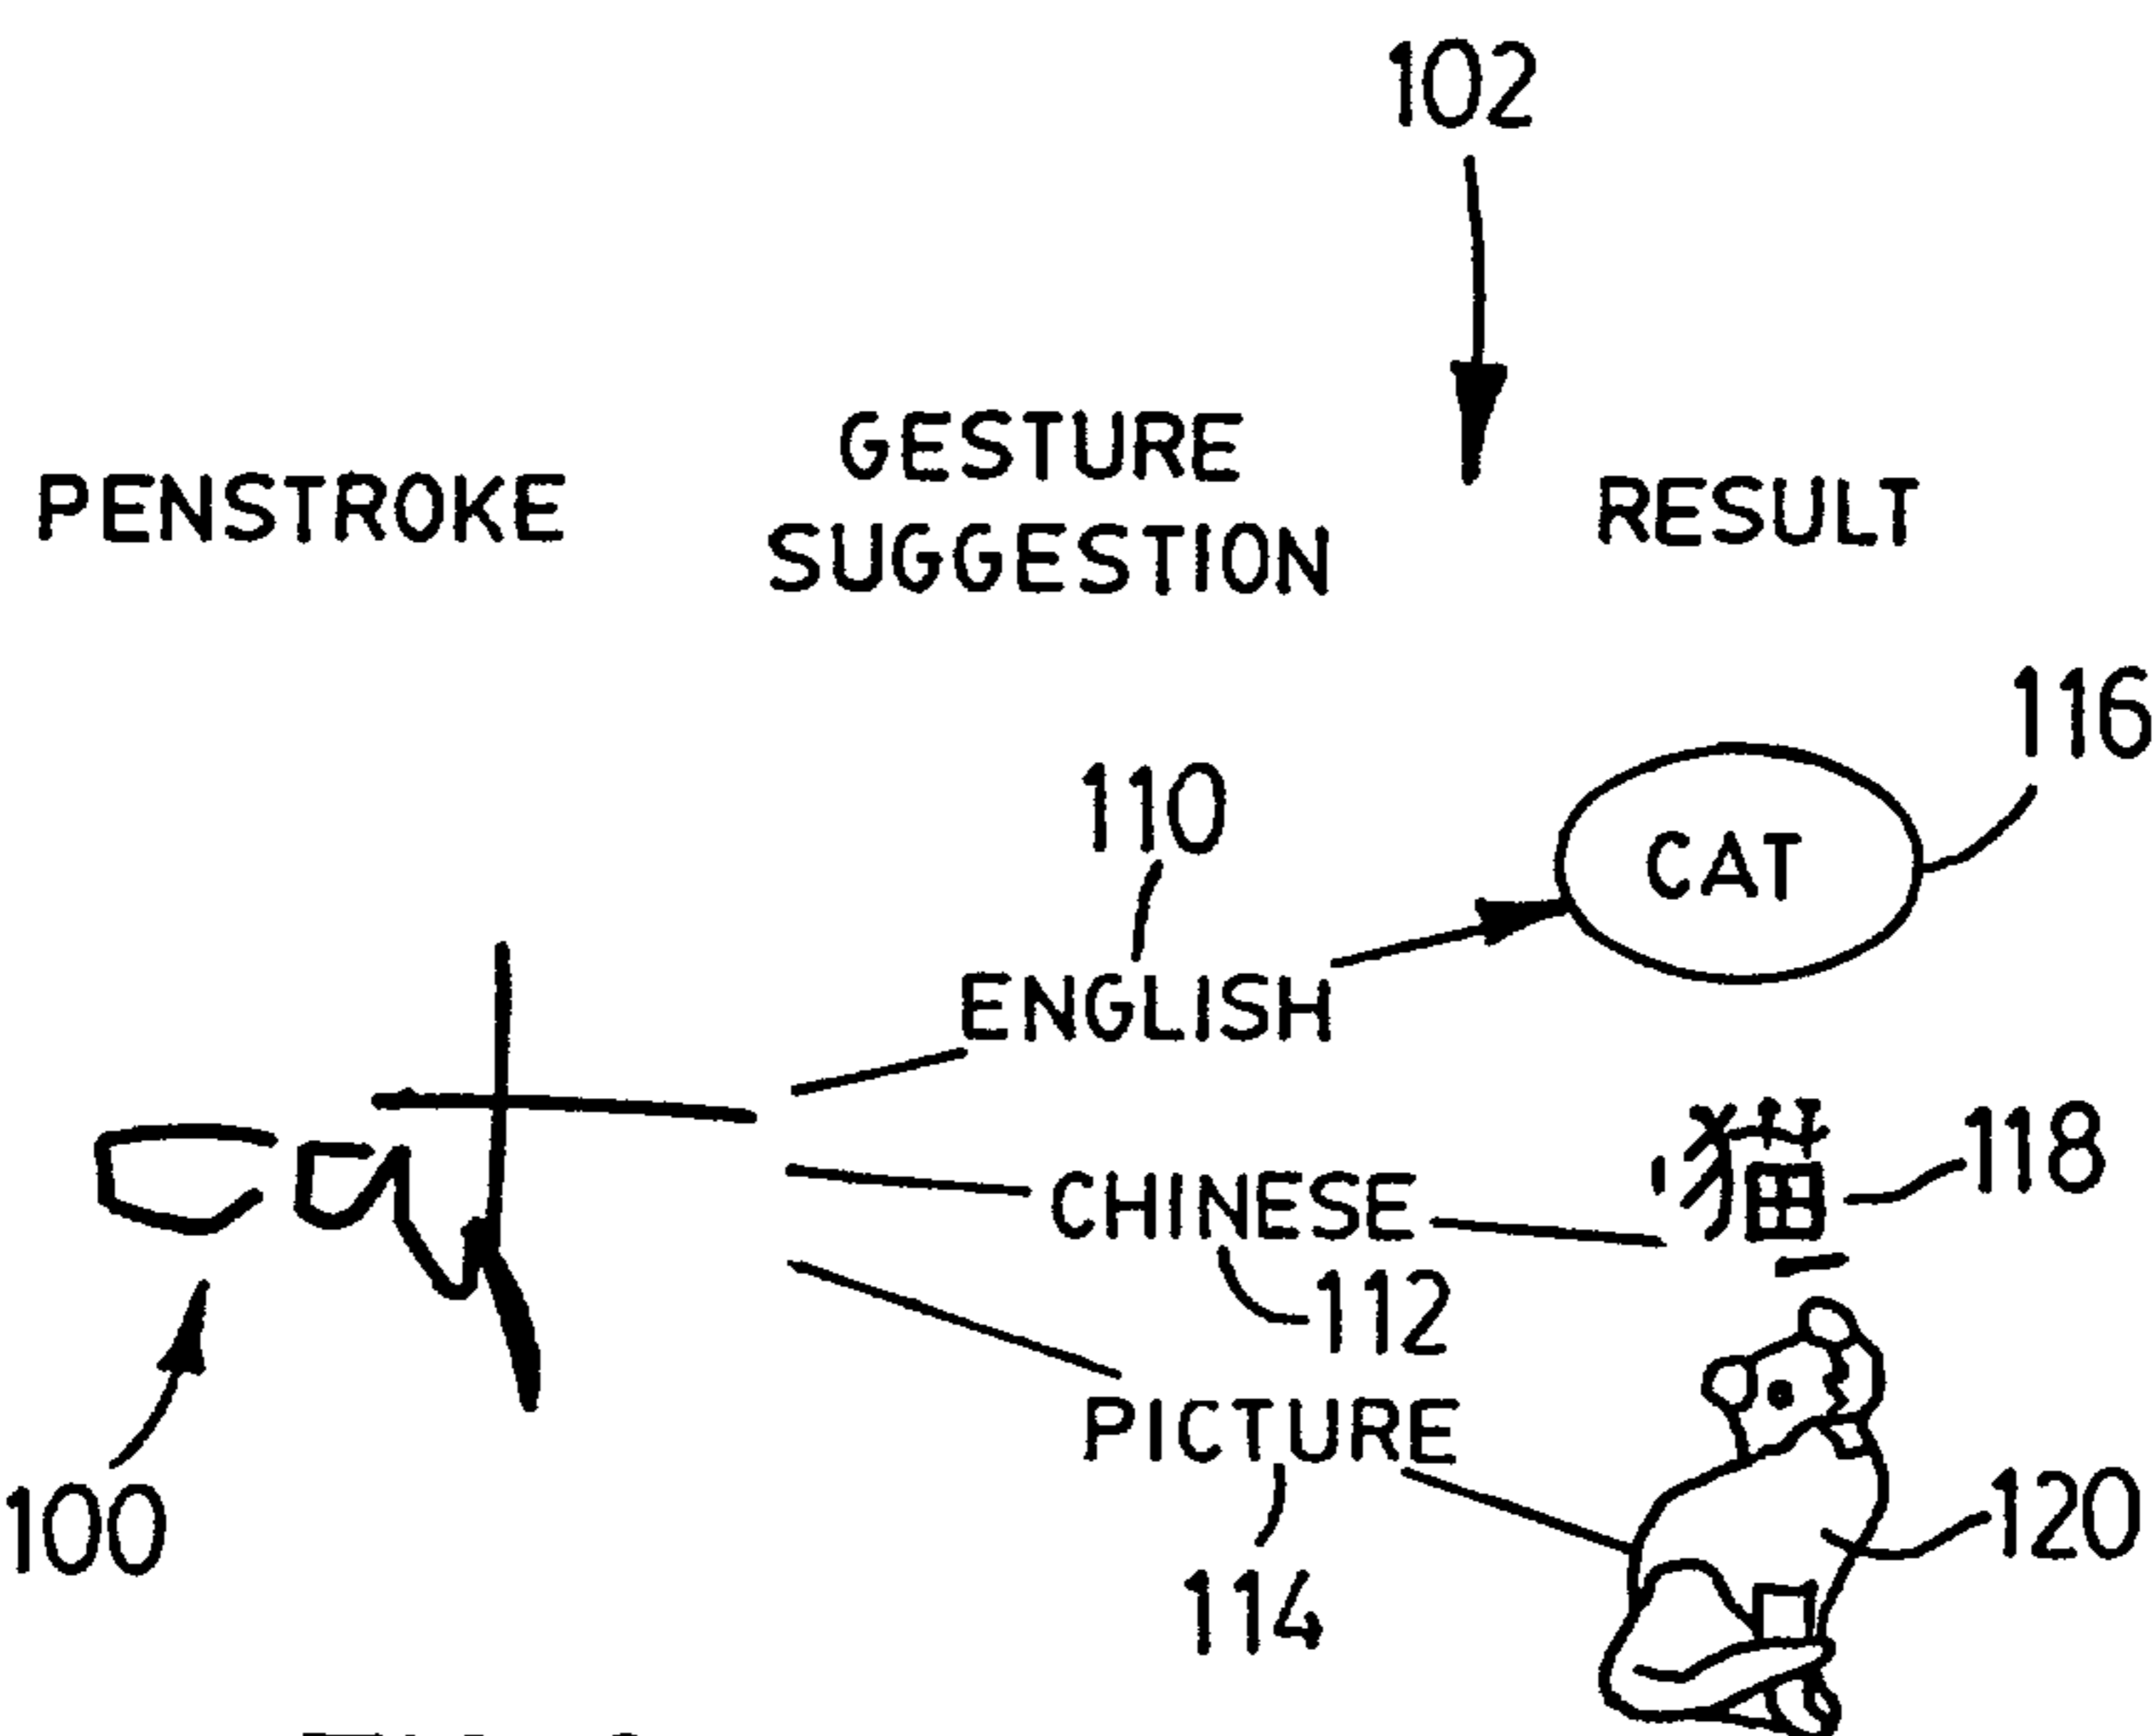 102
PENSTROKE
GESTURE
SUGGESTION
RESULT
116
110
CAT
ENGLISH
Cat
猫
118
CHINESE
112
PICTURE
100
120
114